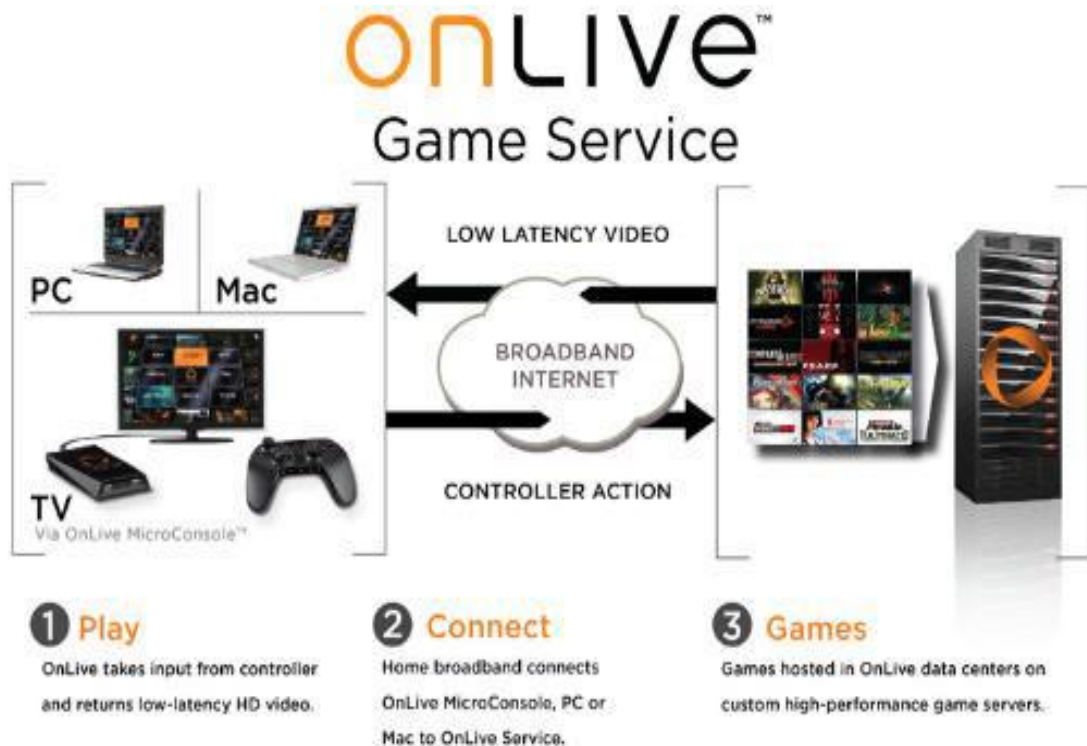 onLIVE™
Game Service
PC
Mac
TV
Via OnLive MicroConsole™
LOW LATENCY VIDEO
BROADBAND
INTERNET
CONTROLLER ACTION
1 Play
OnLive takes input from controller
and returns low-latency HD video.
2 Connect
Home broadband connects
OnLive MicroConsole, PC or
Mac to OnLive Service.
3 Games
Games hosted in OnLive data centers on
custom high-performance game servers.